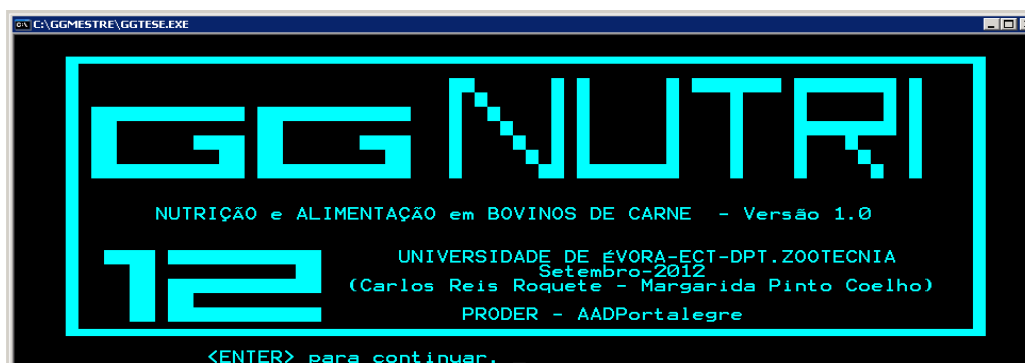 C:\GGMESTRE\GGTESE.EXE
GG NUTRI
NUTRIÇÃO e ALIMENTAÇÃO em BOVINOS DE CARNE - Versão 1.0
12
UNIVERSIDADE DE ÉVORA-ECT-DPT.ZOOTECNIA
Setembro-2012
(Carlos Reis Roquete - Margarida Pinto Coelho)
PRODER - AADPortalegre
<ENTER> para continuar.